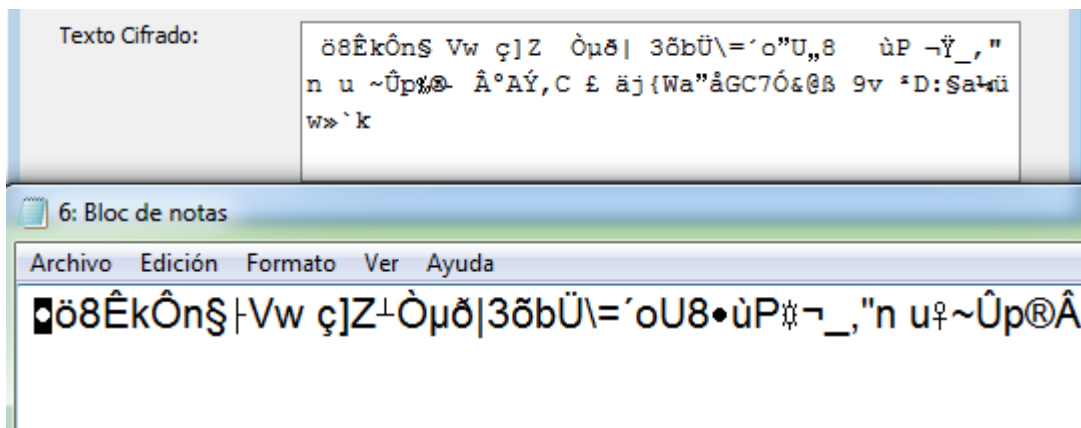 Texto Cifrado:
ö8ÊkÔn§ Vw ç]Z Òµð| 3õbÜ\=´o”U„8 ùP ¬Ÿ_,"
n u ~Ûp‰®- Â°AÝ,C £ äj{Wa”åGC7Ó&@ß 9v ªD:§a¼ü
w»`k
6: Bloc de notas
Archivo Edición Formato Ver Ayuda
◘ö8ÊkÔn§├Vw ç]Z┴Òµð|3õbÜ\=´oU8•ùP☼¬_,"n u♀~Ûp®Â